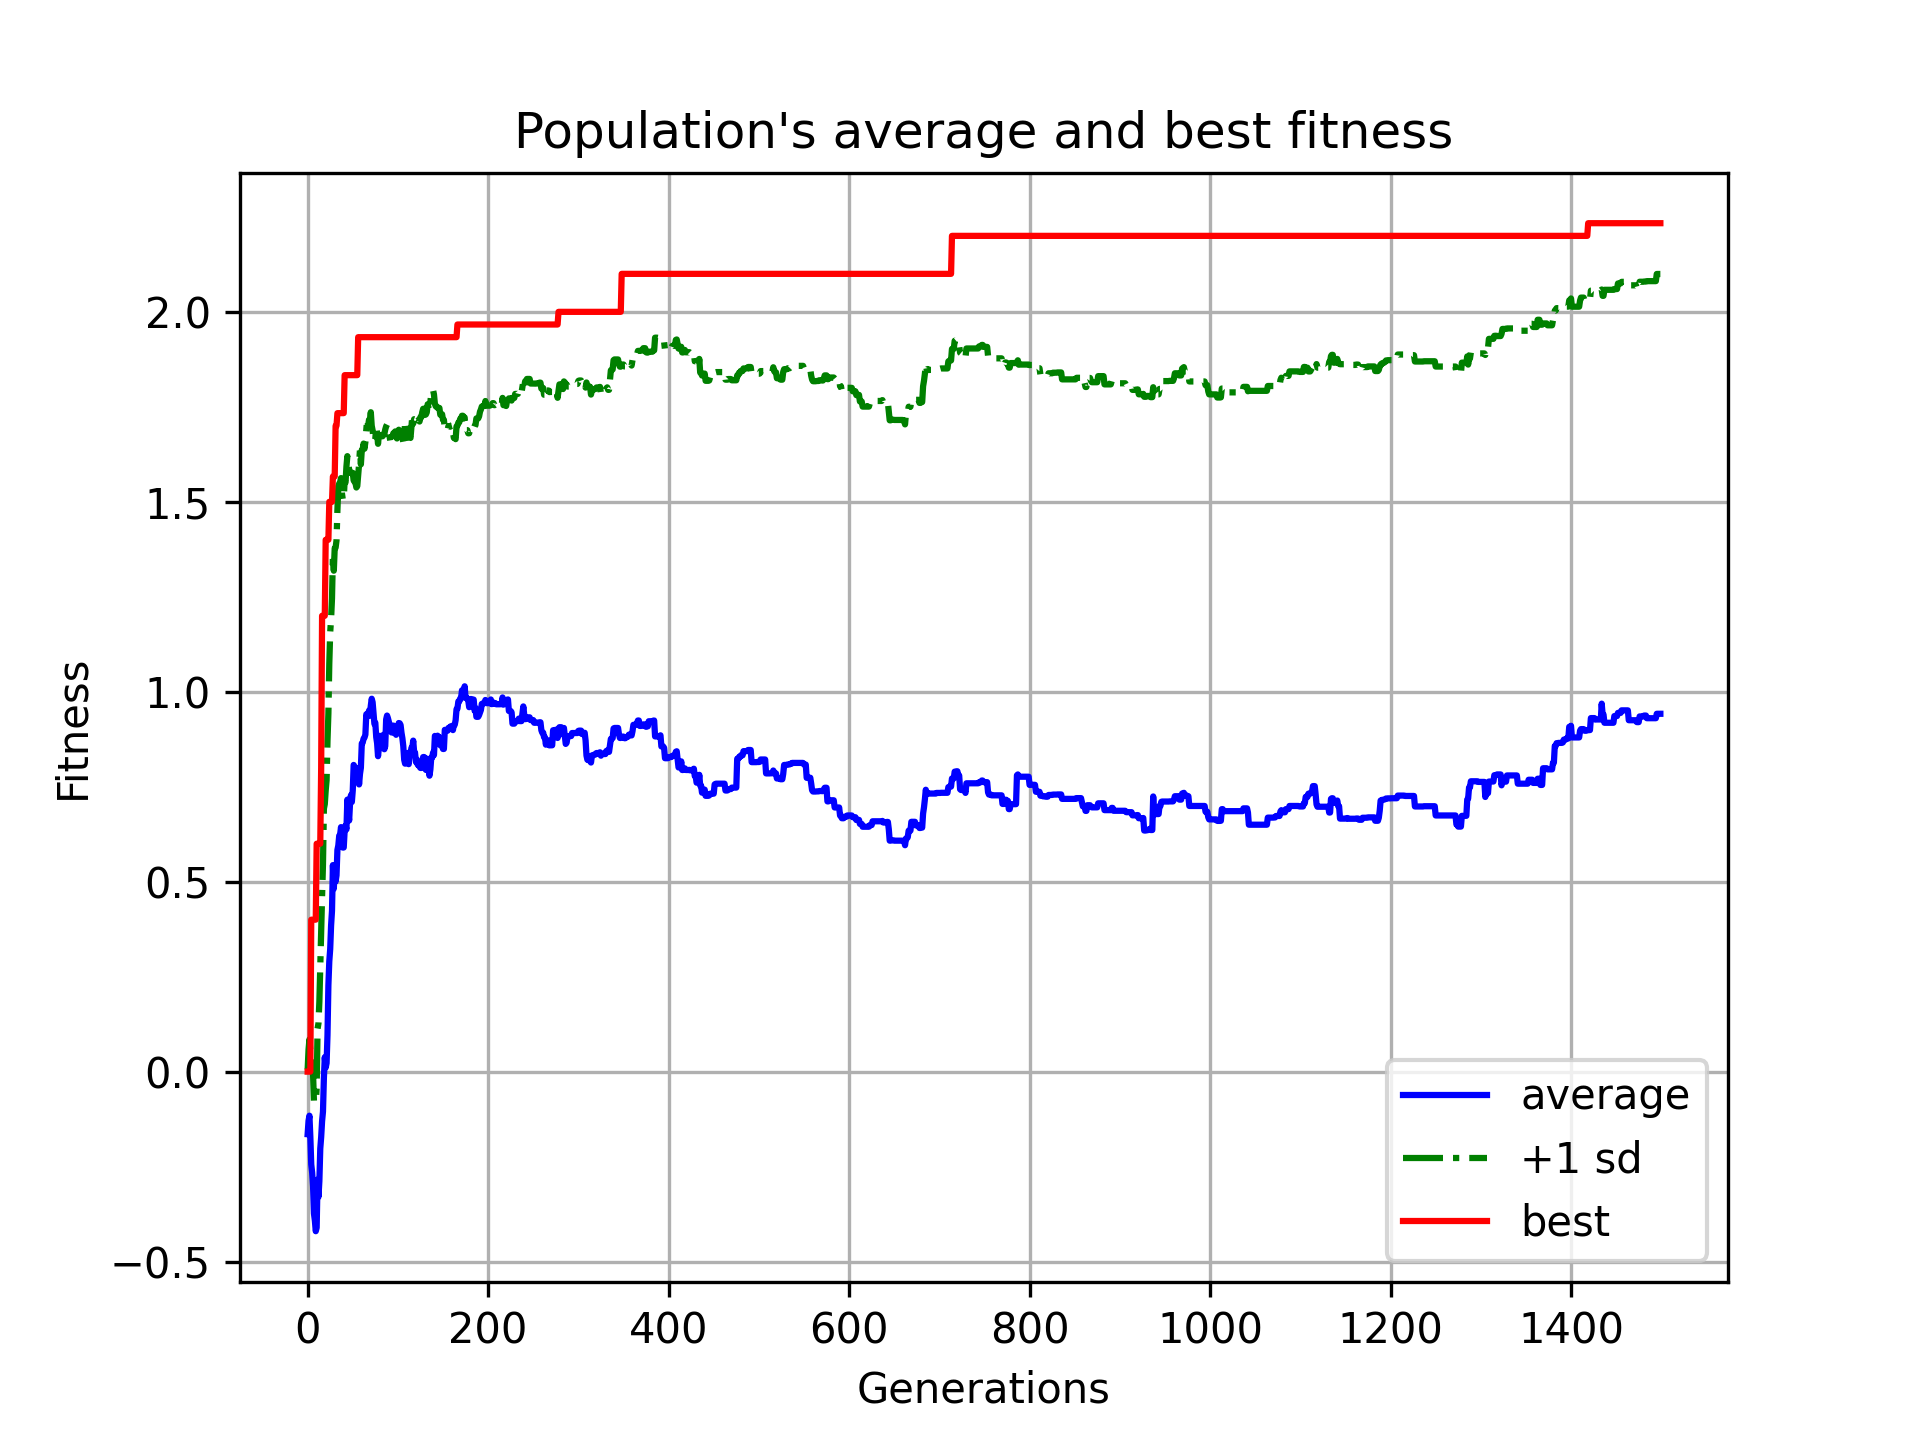 Population's average and best fitness
Fitness
2.0
1.5
1.0
0.5
0.0
−0.5
0 200 400 600 800 1000 1200 1400
Generations
average
+1 sd
best